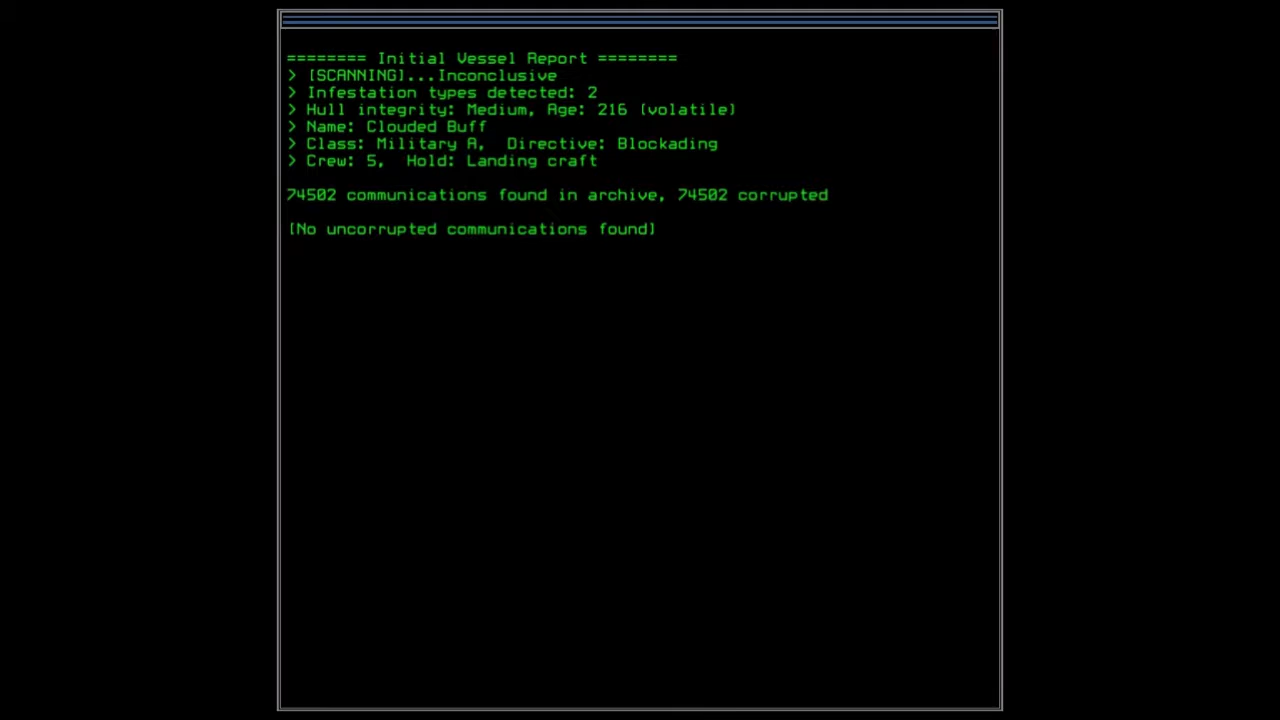 ======== Initial Vessel Report ========
> [SCANNING]...Inconclusive
> Infestation types detected: 2
> Hull integrity: Medium, Age: 216 (volatile)
> Name: Clouded Buff
> Class: Military A,  Directive: Blockading
> Crew: 5,  Hold: Landing craft
74502 communications found in archive, 74502 corrupted
[No uncorrupted communications found]